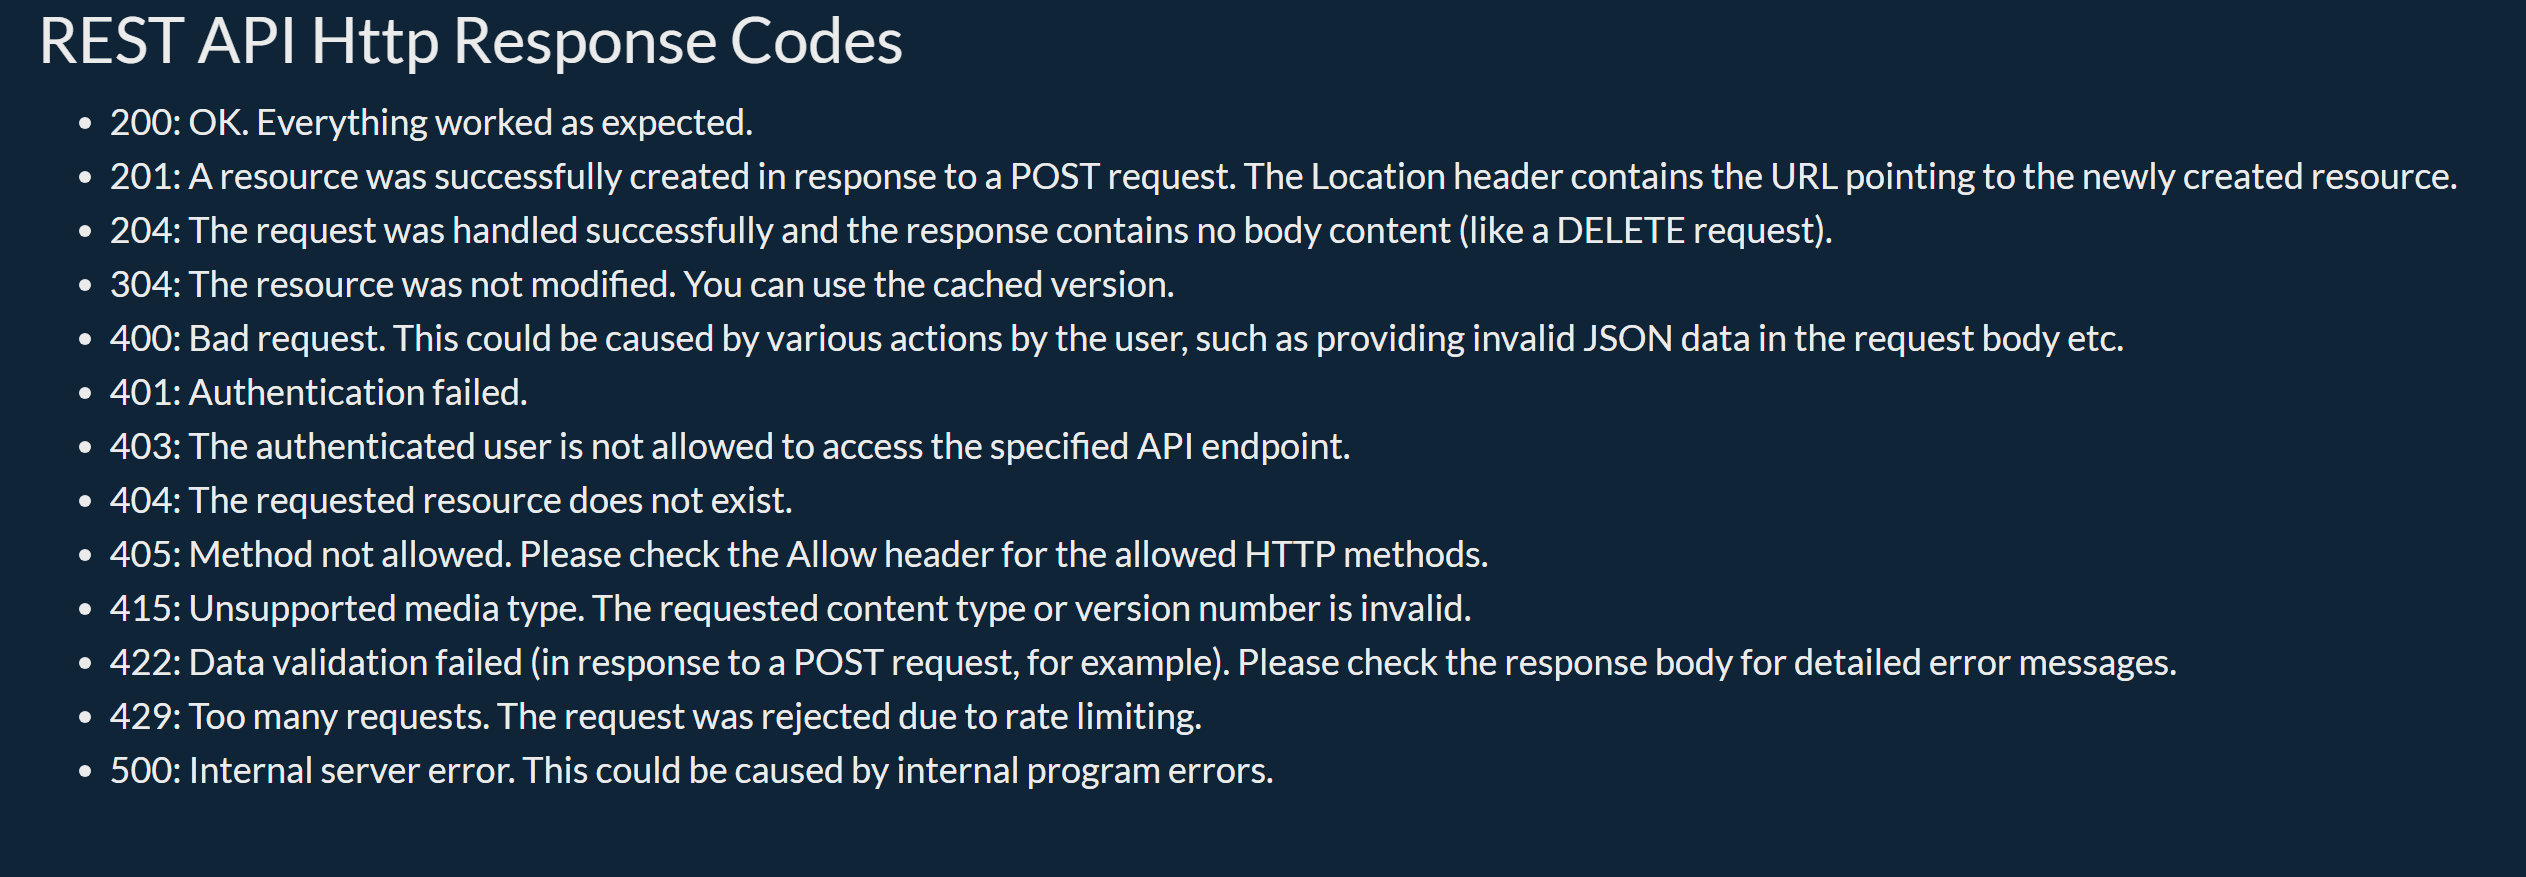 REST API Http Response Codes
• 200: OK. Everything worked as expected.
• 201: A resource was successfully created in response to a POST request. The Location header contains the URL pointing to the newly created resource.
• 204: The request was handled successfully and the response contains no body content (like a DELETE request).
• 304: The resource was not modified. You can use the cached version.
• 400: Bad request. This could be caused by various actions by the user, such as providing invalid JSON data in the request body etc.
• 401: Authentication failed.
• 403: The authenticated user is not allowed to access the specified API endpoint.
• 404: The requested resource does not exist.
• 405: Method not allowed. Please check the Allow header for the allowed HTTP methods.
• 415: Unsupported media type. The requested content type or version number is invalid.
• 422: Data validation failed (in response to a POST request, for example). Please check the response body for detailed error messages.
• 429: Too many requests. The request was rejected due to rate limiting.
• 500: Internal server error. This could be caused by internal program errors.